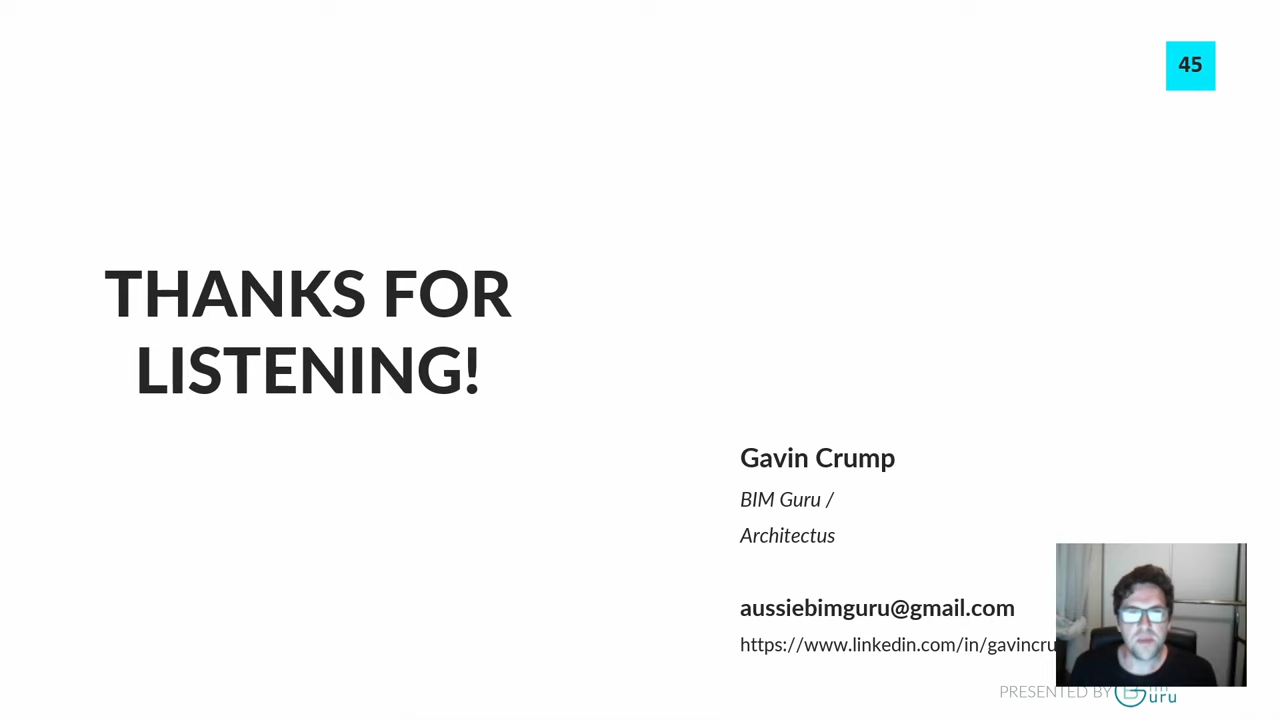 45
THANKS FOR
LISTENING!
Gavin Crump
BIM Guru /
Architectus
aussiebimguru@gmail.com
https://www.linkedin.com/in/gavincru
PRESENTED BY